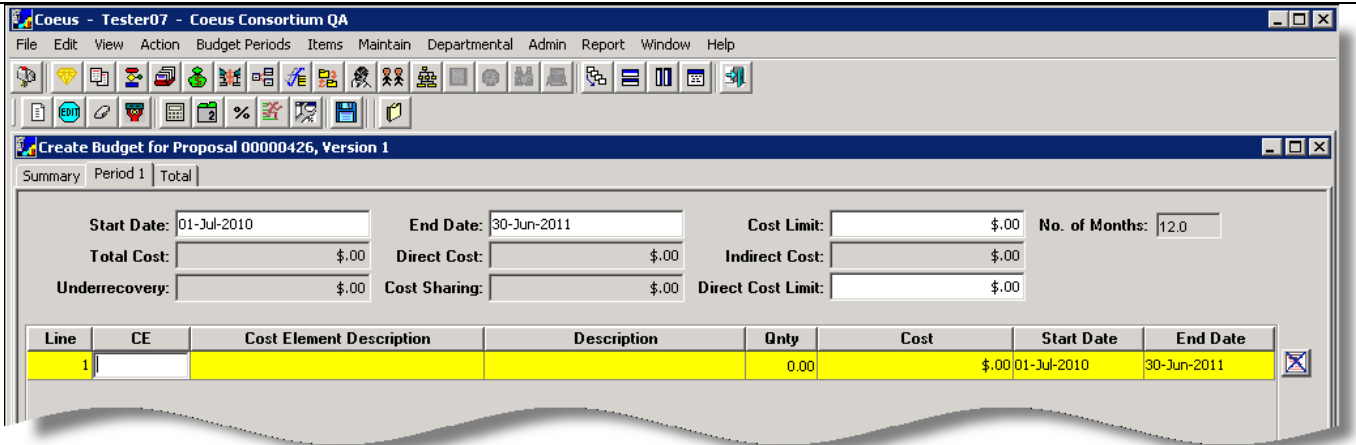 Coeus - Tester07 - Coeus Consortium QA
File Edit View Action Budget Periods Items Maintain Departmental Admin Report Window Help
EDIT 2 %
Create Budget for Proposal 00000426, Version 1
Summary Period 1 Total
Start Date: 01-Jul-2010 End Date: 30-Jun-2011 Cost Limit: $.00 No. of Months: 12.0
Total Cost: $.00 Direct Cost: $.00 Indirect Cost: $.00
Underrecovery: $.00 Cost Sharing: $.00 Direct Cost Limit: $.00
Line CE Cost Element Description Description Qnty Cost Start Date End Date
1 0.00 $.00 01-Jul-2010 30-Jun-2011